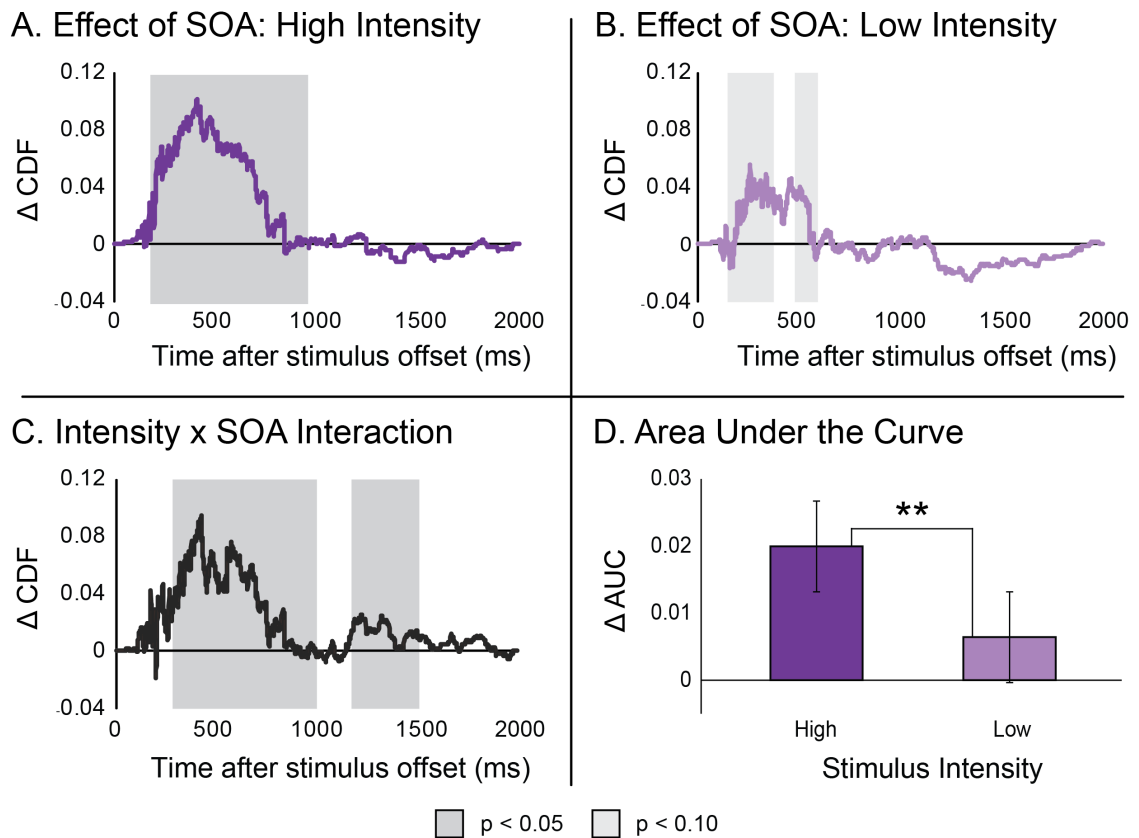 A. Effect of SOA: High Intensity
0.12
0.08
0.04
0
-0.04
Δ CDF
0 500 1000 1500 2000
Time after stimulus offset (ms)
B. Effect of SOA: Low Intensity
0.12
0.08
0.04
0
-0.04
Δ CDF
0 500 1000 1500 2000
Time after stimulus offset (ms)
C. Intensity x SOA Interaction
0.12
0.08
0.04
0
-0.04
Δ CDF
0 500 1000 1500 2000
Time after stimulus offset (ms)
D. Area Under the Curve
0.03
0.02
0.01
0
Δ AUC
**
High Low
Stimulus Intensity
p < 0.05 p < 0.10